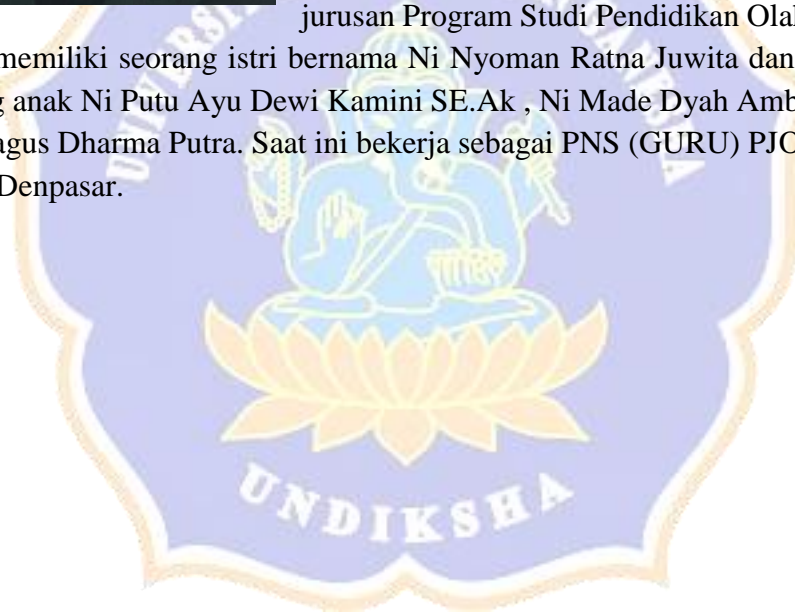 jurusan Program Studi Pendidikan
memiliki seorang istri bernama Ni Nyoman Ratna Juwita dan
anak Ni Putu Ayu Dewi Kamini SE.Ak , Ni Made Dyah
Dharma Putra. Saat ini bekerja sebagai PNS (GURU)
Denpasar.
UNDIKSHA